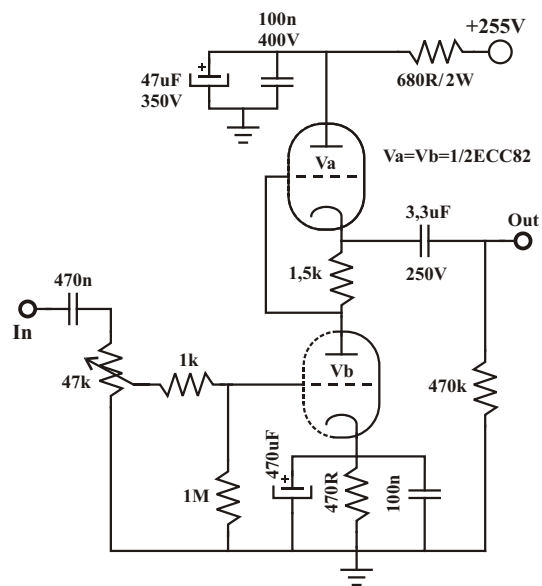 100n
400V
+255V
47uF
350V
+
680R/2W
Va
Va=Vb=1/2ECC82
3,3uF
250V
Out
1,5k
470n
In
47k
1k
Vb
470k
1M
470uF
+
470R
100n